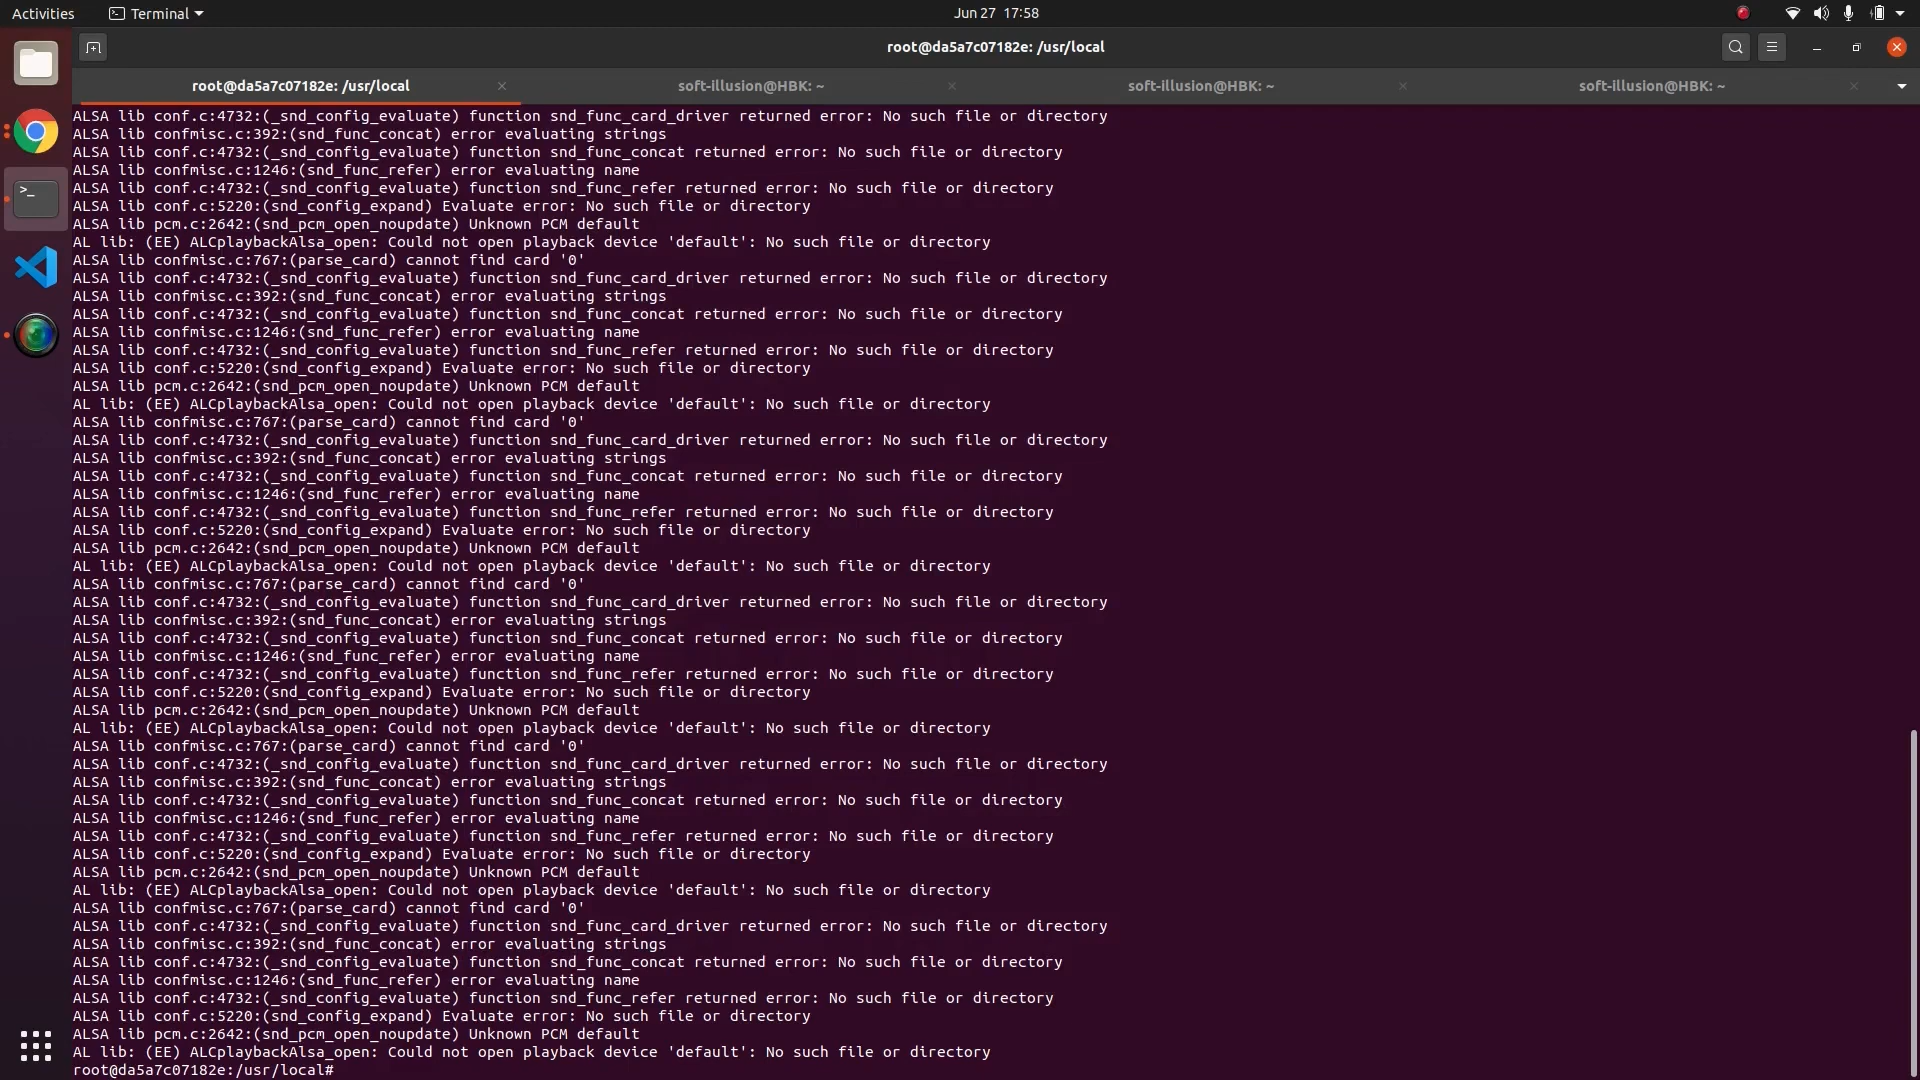 Activities
Terminal
Jun 27 17:58
root@da5a7c07182e: /usr/local
root@da5a7c07182e: /usr/local
soft-illusion@HBK: ~
soft-illusion@HBK: ~
soft-illusion@HBK: ~
ALSA lib conf.c:4732:(_snd_config_evaluate) function snd_func_card_driver returned error: No such file or directory
ALSA lib confmisc.c:392:(snd_func_concat) error evaluating strings
ALSA lib conf.c:4732:(_snd_config_evaluate) function snd_func_concat returned error: No such file or directory
ALSA lib confmisc.c:1246:(snd_func_refer) error evaluating name
ALSA lib conf.c:4732:(_snd_config_evaluate) function snd_func_refer returned error: No such file or directory
ALSA lib conf.c:5220:(snd_config_expand) Evaluate error: No such file or directory
ALSA lib pcm.c:2642:(snd_pcm_open_noupdate) Unknown PCM default
AL lib: (EE) ALCplaybackAlsa_open: Could not open playback device 'default': No such file or directory
ALSA lib confmisc.c:767:(parse_card) cannot find card '0'
ALSA lib conf.c:4732:(_snd_config_evaluate) function snd_func_card_driver returned error: No such file or directory
ALSA lib confmisc.c:392:(snd_func_concat) error evaluating strings
ALSA lib conf.c:4732:(_snd_config_evaluate) function snd_func_concat returned error: No such file or directory
ALSA lib confmisc.c:1246:(snd_func_refer) error evaluating name
ALSA lib conf.c:4732:(_snd_config_evaluate) function snd_func_refer returned error: No such file or directory
ALSA lib conf.c:5220:(snd_config_expand) Evaluate error: No such file or directory
ALSA lib pcm.c:2642:(snd_pcm_open_noupdate) Unknown PCM default
AL lib: (EE) ALCplaybackAlsa_open: Could not open playback device 'default': No such file or directory
ALSA lib confmisc.c:767:(parse_card) cannot find card '0'
ALSA lib conf.c:4732:(_snd_config_evaluate) function snd_func_card_driver returned error: No such file or directory
ALSA lib confmisc.c:392:(snd_func_concat) error evaluating strings
ALSA lib conf.c:4732:(_snd_config_evaluate) function snd_func_concat returned error: No such file or directory
ALSA lib confmisc.c:1246:(snd_func_refer) error evaluating name
ALSA lib conf.c:4732:(_snd_config_evaluate) function snd_func_refer returned error: No such file or directory
ALSA lib conf.c:5220:(snd_config_expand) Evaluate error: No such file or directory
ALSA lib pcm.c:2642:(snd_pcm_open_noupdate) Unknown PCM default
AL lib: (EE) ALCplaybackAlsa_open: Could not open playback device 'default': No such file or directory
ALSA lib confmisc.c:767:(parse_card) cannot find card '0'
ALSA lib conf.c:4732:(_snd_config_evaluate) function snd_func_card_driver returned error: No such file or directory
ALSA lib confmisc.c:392:(snd_func_concat) error evaluating strings
ALSA lib conf.c:4732:(_snd_config_evaluate) function snd_func_concat returned error: No such file or directory
ALSA lib confmisc.c:1246:(snd_func_refer) error evaluating name
ALSA lib conf.c:4732:(_snd_config_evaluate) function snd_func_refer returned error: No such file or directory
ALSA lib conf.c:5220:(snd_config_expand) Evaluate error: No such file or directory
ALSA lib pcm.c:2642:(snd_pcm_open_noupdate) Unknown PCM default
AL lib: (EE) ALCplaybackAlsa_open: Could not open playback device 'default': No such file or directory
ALSA lib confmisc.c:767:(parse_card) cannot find card '0'
ALSA lib conf.c:4732:(_snd_config_evaluate) function snd_func_card_driver returned error: No such file or directory
ALSA lib confmisc.c:392:(snd_func_concat) error evaluating strings
ALSA lib conf.c:4732:(_snd_config_evaluate) function snd_func_concat returned error: No such file or directory
ALSA lib confmisc.c:1246:(snd_func_refer) error evaluating name
ALSA lib conf.c:4732:(_snd_config_evaluate) function snd_func_refer returned error: No such file or directory
ALSA lib conf.c:5220:(snd_config_expand) Evaluate error: No such file or directory
ALSA lib pcm.c:2642:(snd_pcm_open_noupdate) Unknown PCM default
AL lib: (EE) ALCplaybackAlsa_open: Could not open playback device 'default': No such file or directory
ALSA lib confmisc.c:767:(parse_card) cannot find card '0'
ALSA lib conf.c:4732:(_snd_config_evaluate) function snd_func_card_driver returned error: No such file or directory
ALSA lib confmisc.c:392:(snd_func_concat) error evaluating strings
ALSA lib conf.c:4732:(_snd_config_evaluate) function snd_func_concat returned error: No such file or directory
ALSA lib confmisc.c:1246:(snd_func_refer) error evaluating name
ALSA lib conf.c:4732:(_snd_config_evaluate) function snd_func_refer returned error: No such file or directory
ALSA lib conf.c:5220:(snd_config_expand) Evaluate error: No such file or directory
ALSA lib pcm.c:2642:(snd_pcm_open_noupdate) Unknown PCM default
AL lib: (EE) ALCplaybackAlsa_open: Could not open playback device 'default': No such file or directory
root@da5a7c07182e:/usr/local#